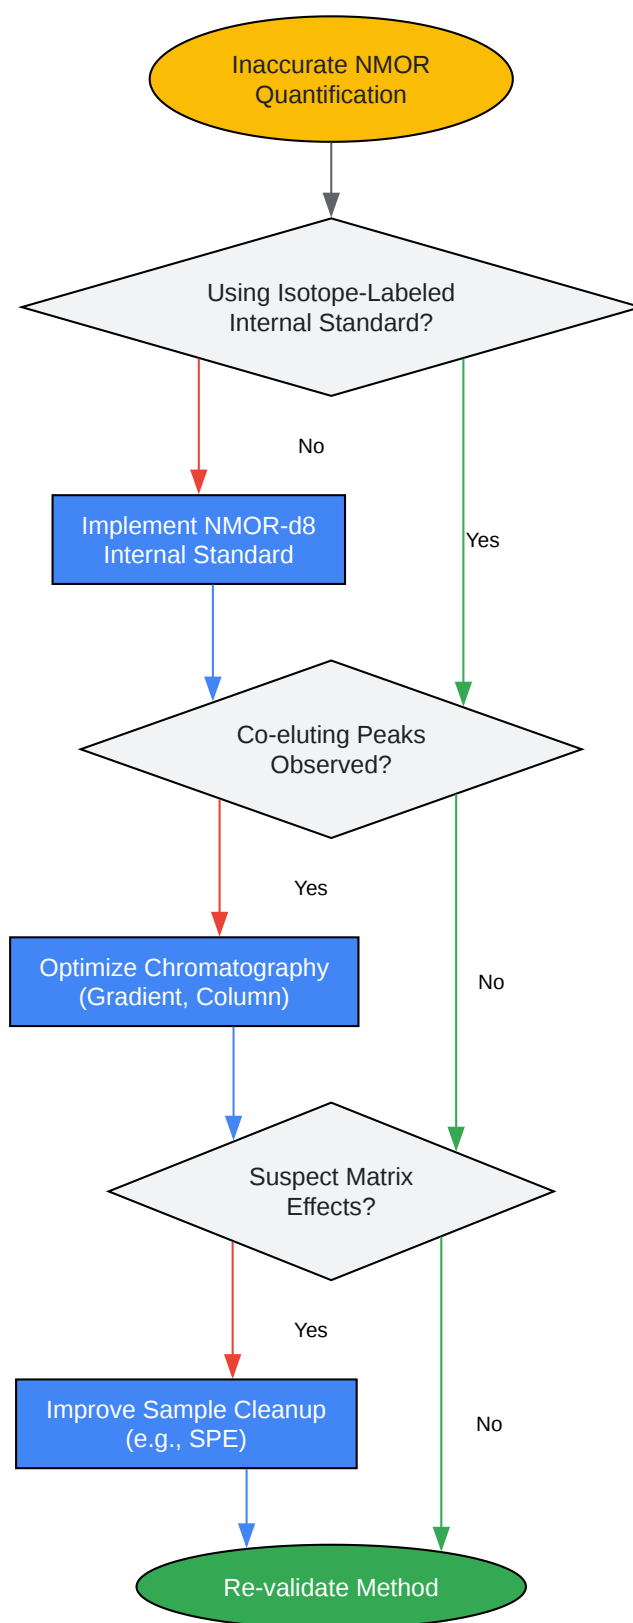 Inaccurate NMOR
Quantification
Using Isotope-Labeled
Internal Standard?
No
Implement NMOR-d8
Internal Standard
Yes
Co-eluting Peaks
Observed?
Yes
Optimize Chromatography
(Gradient, Column)
No
Suspect Matrix
Effects?
Yes
Improve Sample Cleanup
(e.g., SPE)
No
Re-validate Method